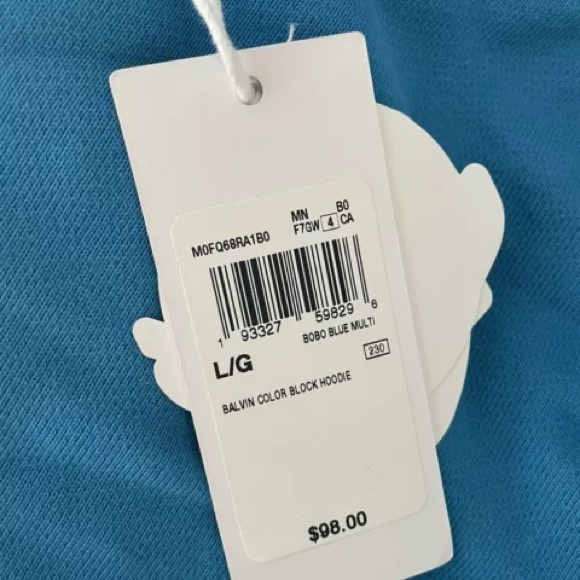 MN B0
M0FQ68RA1B0 F7GW 4 CA
1 93327 59829 6
BOBO BLUE MULTI
L/G 230
BALVIN COLOR BLOCK HOODIE
$98.00